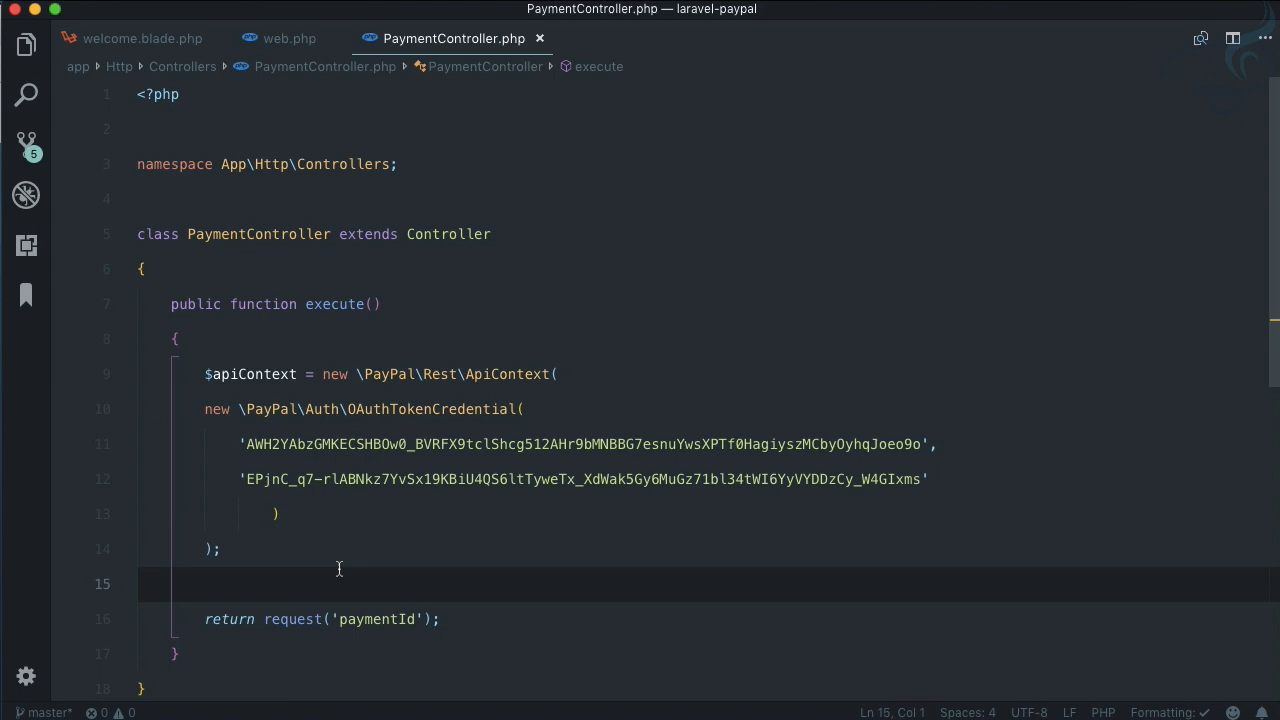 PaymentController.php — laravel-paypal
welcome.blade.php
web.php
PaymentController.php ×
app Http Controllers PaymentController.php PaymentController execute
1 <?php
2
3 namespace App\Http\Controllers;
4
5 class PaymentController extends Controller
6 {
7 public function execute()
8 {
9 $apiContext = new \PayPal\Rest\ApiContext(
10 new \PayPal\Auth\OAuthTokenCredential(
11 'AWH2YAbzGMKECSHBOw0_BVRFX9tclShcg512AHr9bMNBBG7esnuYwsXPTf0HagiyszMCbyOyhqJoeo9o',
12 'EPjnC_q7-rlABNkz7YvSx19KBiU4QS6ltTyweTx_XdWak5Gy6MuGz71bl34tWI6YyVYDDzCy_W4GIxms'
13 )
14 );
15
16 return request('paymentId');
17 }
18 }
5
master* 0 0 Ln 15, Col 1 Spaces: 4 UTF-8 LF PHP Formatting: ✓